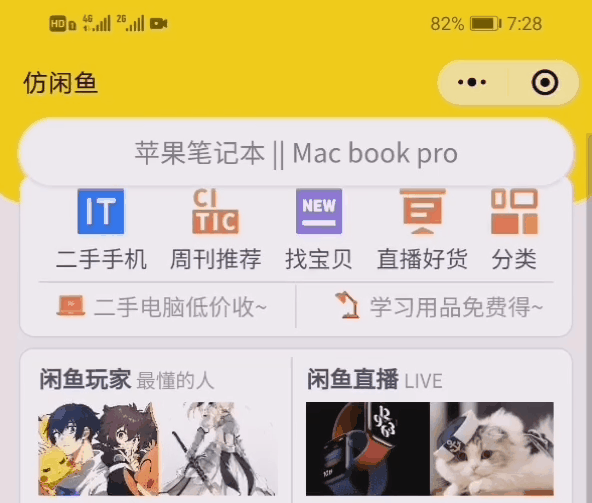 HD 1 4G 2G 82% 7:28
仿闲鱼
苹果笔记本 || Mac book pro
IT CI TIC NEW
二手手机 周刊推荐 找宝贝 直播好货 分类
二手电脑低价收~ 学习用品免费得~
闲鱼玩家 最懂的人 闲鱼直播 LIVE